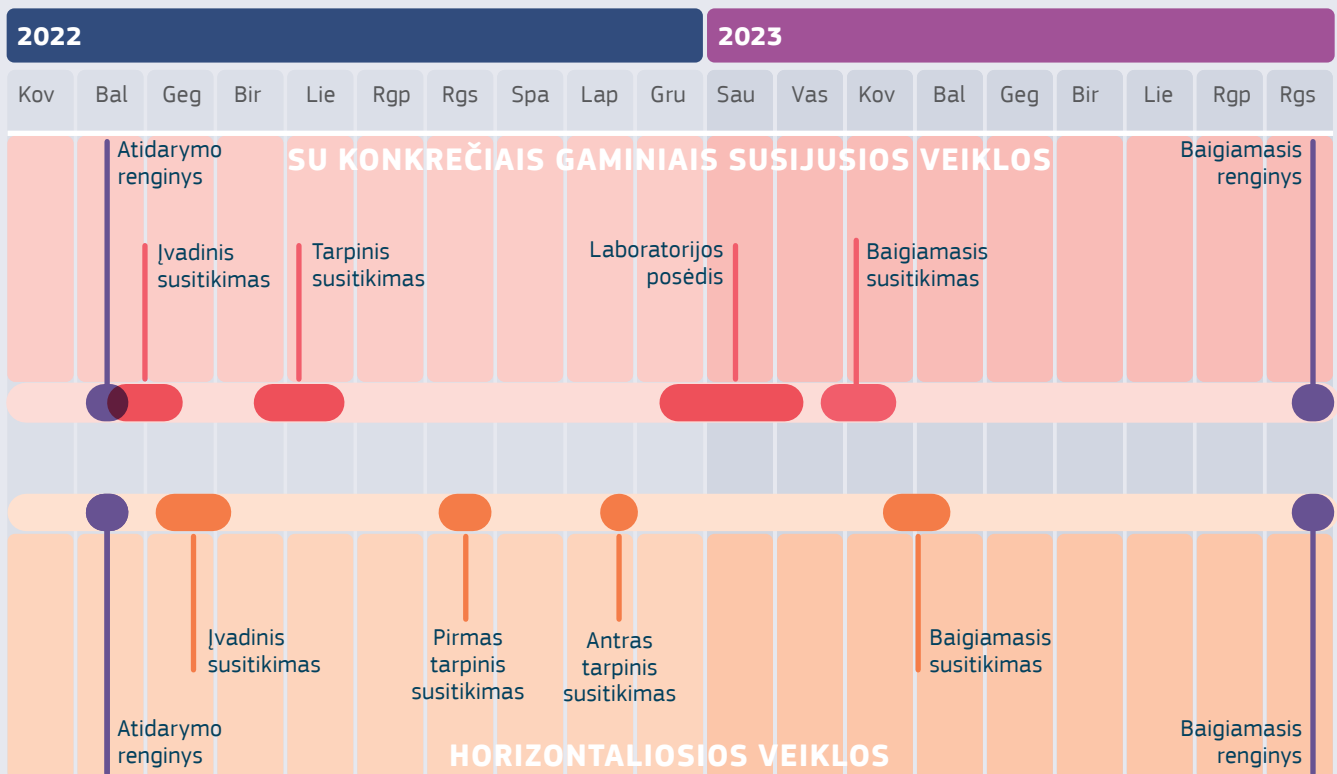 2022
2023
Kov Bal Geg Bir Lie Rgp Rgs Spa Lap Gru Sau Vas Kov Bal Geg Bir Lie Rgp Rgs
SU KONKREČIAIS GAMINIAIS SUSIJUSIOS VEIKLOS
Atidarymo
renginys
Baigiamasis
renginys
Įvadinis
susitikimas
Tarpinis
susitikimas
Laboratorijos
posėdis
Baigiamasis
susitikimas
Įvadinis
susitikimas
Pirmas
tarpinis
susitikimas
Antras
tarpinis
susitikimas
Baigiamasis
susitikimas
Atidarymo
renginys
Baigiamasis
renginys
HORIZONTALIOSIOS VEIKLOS